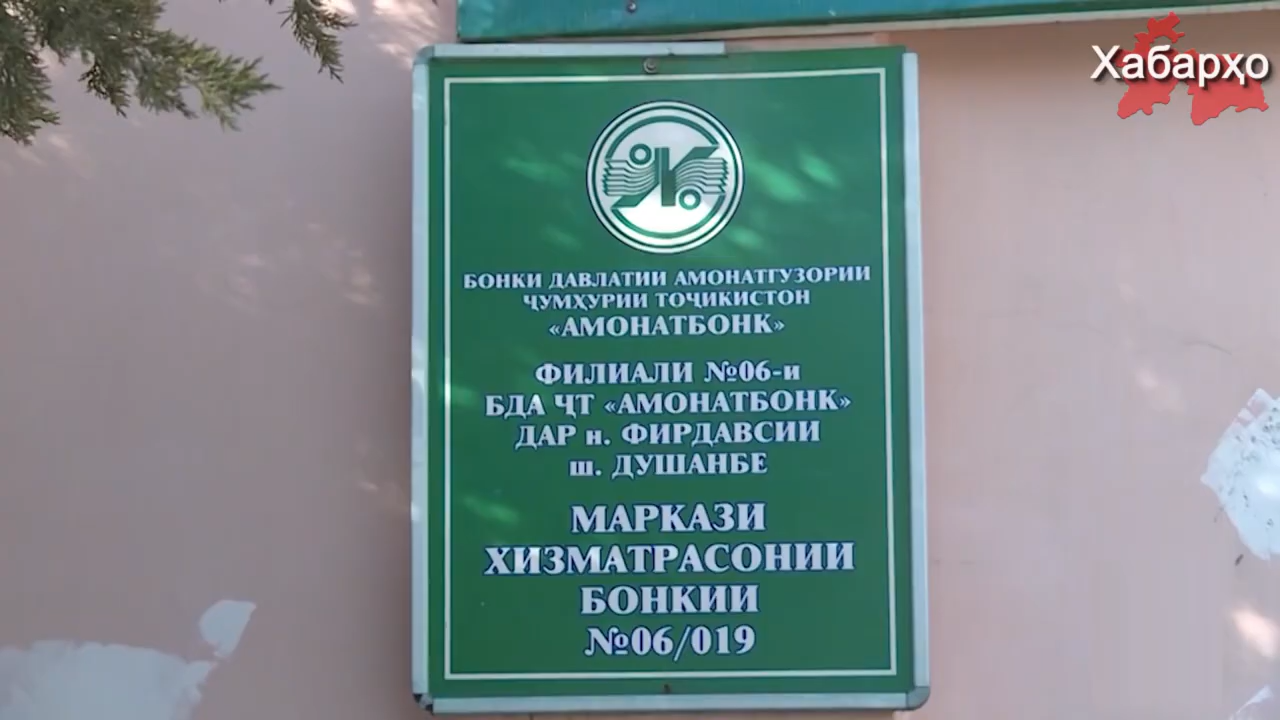 Хабарҳо
БОНКИ ДАВЛАТИИ АМОНАТГУЗОРИИ
ҶУМҲУРИИ ТОҶИКИСТОН
«АМОНАТБОНК»
ФИЛИАЛИ №06-и
БДА ҶТ «АМОНАТБОНК»
ДАР н. ФИРДАВСИИ
ш. ДУШАНБЕ
МАРКАЗИ
ХИЗМАТРАСОНИИ
БОНКИИ
№06/019